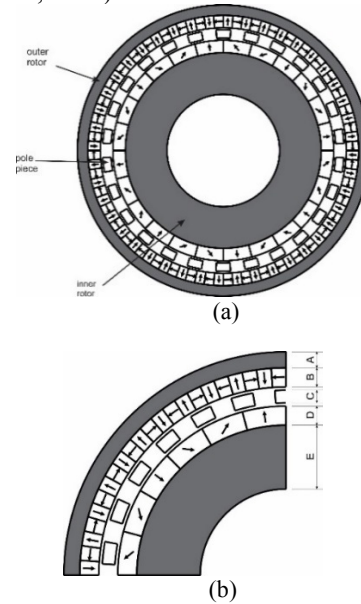 outer
rotor
pole
piece
inner
rotor
(a)
A
B
C
D
E
(b)